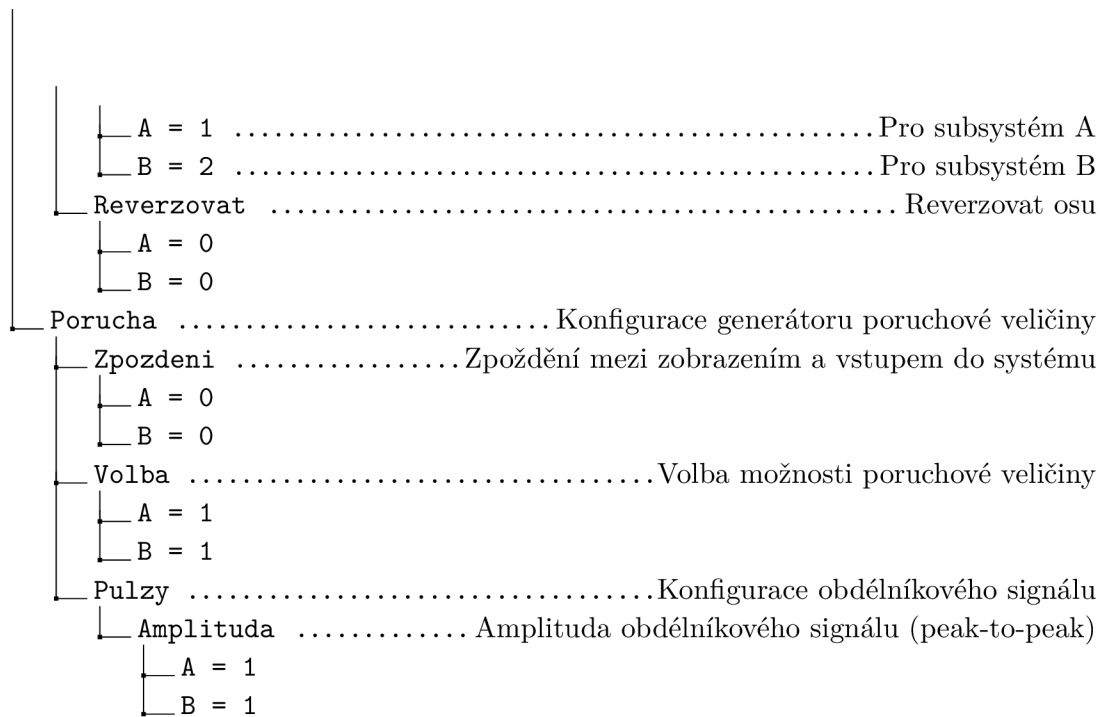 A = 1 ................................................ Pro subsystém A
B = 2 ................................................ Pro subsystém B
Reverzovat ............................................... Reverzovat osu
A = 0
B = 0
Porucha ............................ Konfigurace generátoru poruchové veličiny
Zpozdeni ................. Zpoždění mezi zobrazením a vstupem do systému
A = 0
B = 0
Volba ................................... Volba možnosti poruchové veličiny
A = 1
B = 1
Pulzy ................................... Konfigurace obdélníkového signálu
Amplituda ............. Amplituda obdélníkového signálu (peak-to-peak)
A = 1
B = 1